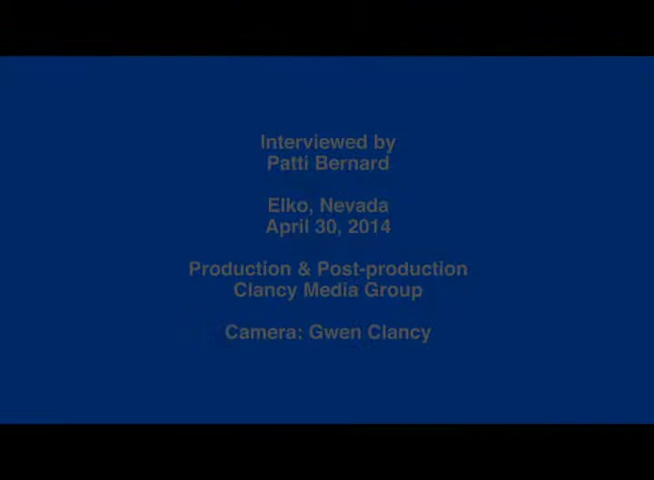 Interviewed by
Patti Bernard
Elko, Nevada
April 30, 2014
Production & Post-production
Clancy Media Group
Camera: Gwen Clancy